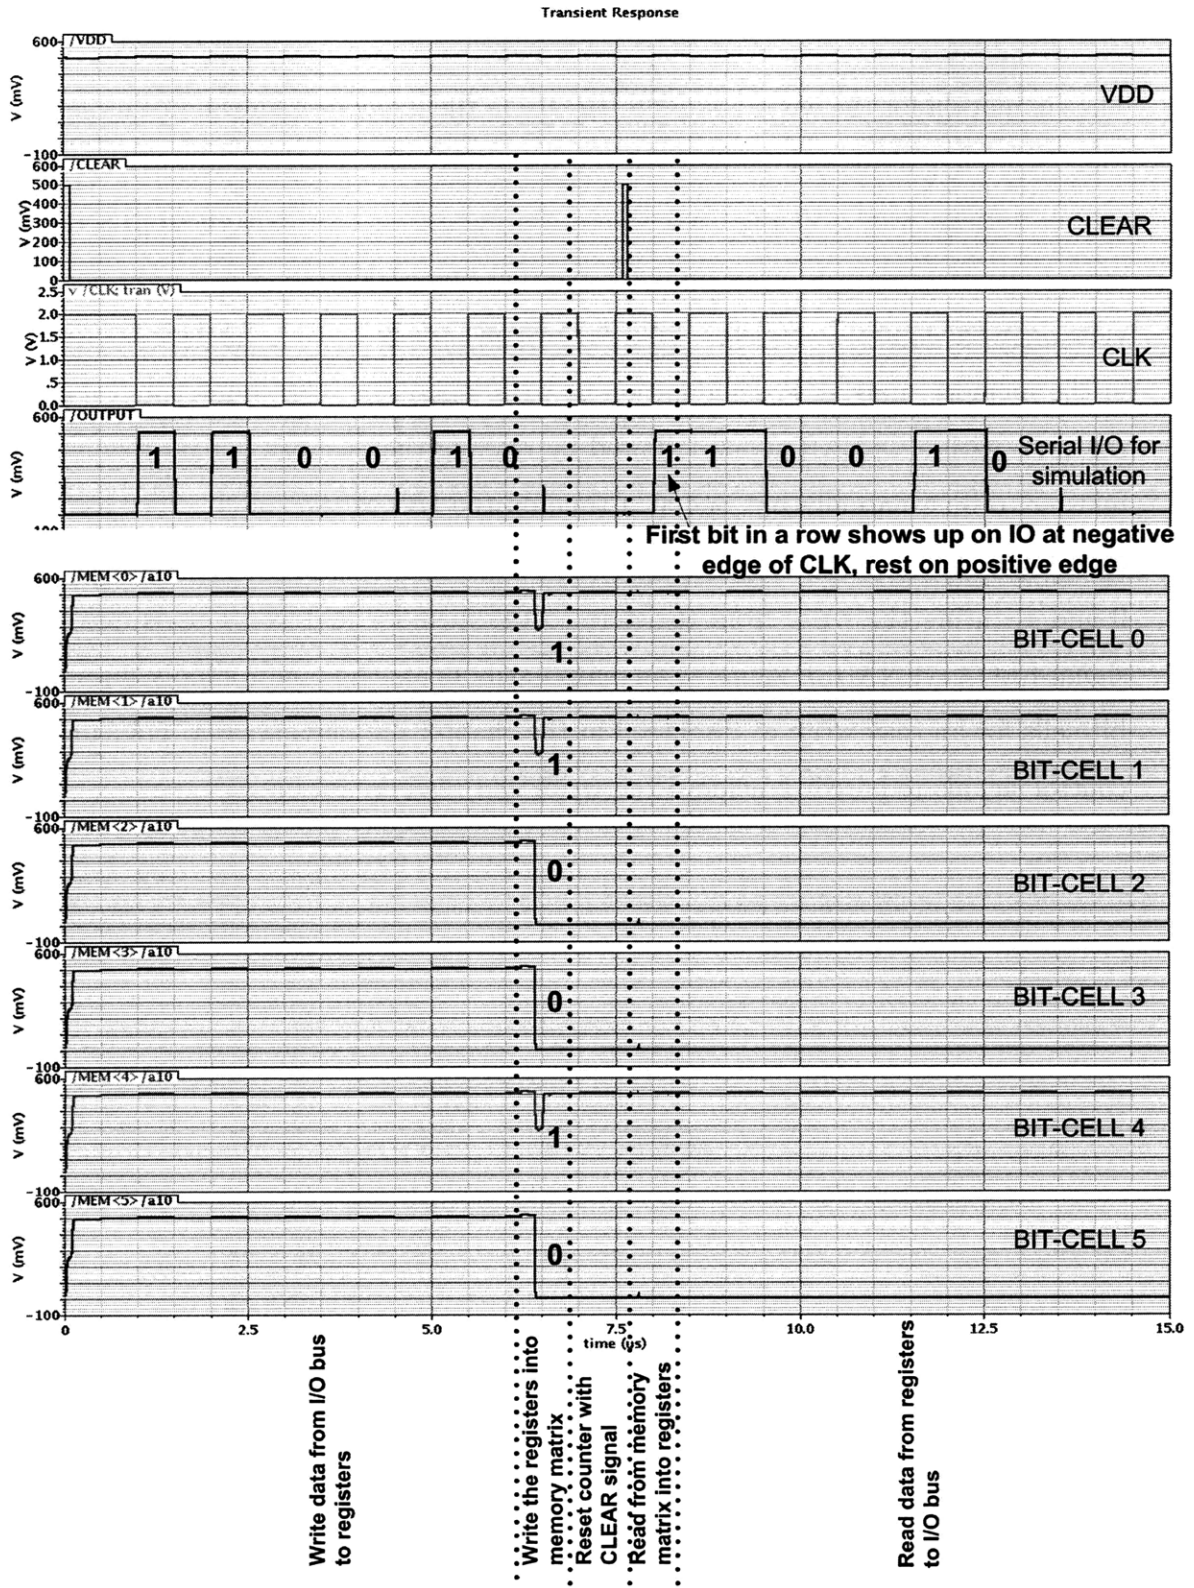 Transient Response
/VDD
600
V (mV)
-100
VDD
/CLEAR
600
500
400
300
200
100
0
V (mV)
CLEAR
v /CLK; tran (V)
2.5
2.0
1.5
1.0
.5
0.0
V (V)
CLK
/OUTPUT
600
V (mV)
1 1 0 0 1 0 1 1 0 0 1 0
Serial I/O for
simulation
First bit in a row shows up on IO at negative
edge of CLK, rest on positive edge
/MEM<0>/a10
600
V (mV)
-100
1
BIT-CELL 0
/MEM<1>/a10
600
V (mV)
-100
1
BIT-CELL 1
/MEM<2>/a10
600
V (mV)
-100
0
BIT-CELL 2
/MEM<3>/a10
600
V (mV)
-100
0
BIT-CELL 3
/MEM<4>/a10
600
V (mV)
-100
1
BIT-CELL 4
/MEM<5>/a10
600
V (mV)
-100
0
BIT-CELL 5
0 2.5 5.0 7.5 10.0 12.5 15.0
time (us)
Write data from I/O bus
to registers
Write the registers into
memory matrix
Reset counter with
CLEAR signal
Read from memory
matrix into registers
Read data from registers
to I/O bus